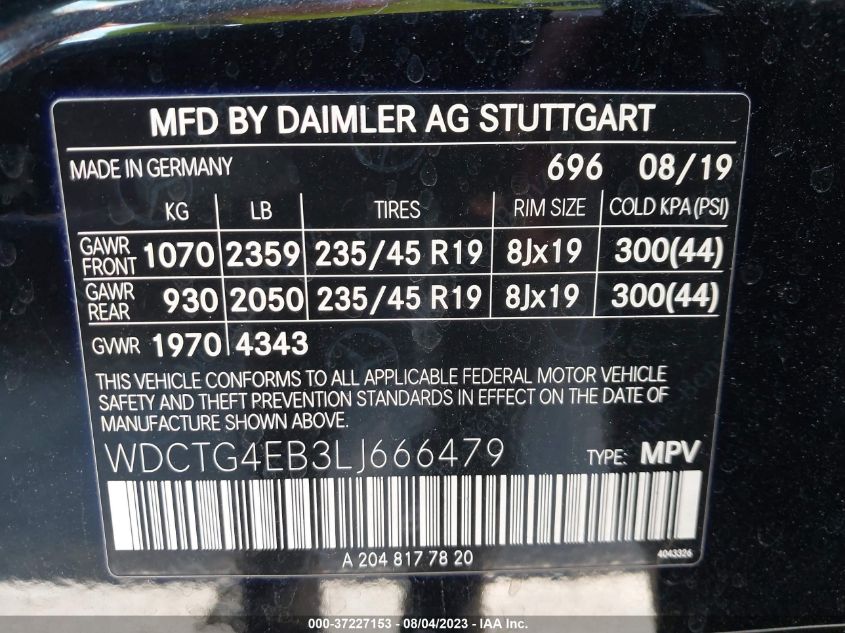 MFD BY DAIMLER AG STUTTGART
MADE IN GERMANY 696 08/19
KG LB TIRES RIM SIZE COLD KPA (PSI)
GAWR FRONT 1070 2359 235/45 R19 8Jx19 300(44)
GAWR REAR 930 2050 235/45 R19 8Jx19 300(44)
GVWR 1970 4343
THIS VEHICLE CONFORMS TO ALL APPLICABLE FEDERAL MOTOR VEHICLE
SAFETY AND THEFT PREVENTION STANDARDS IN EFFECT ON THE DATE OF
MANUFACTURE SHOWN ABOVE.
WDCTG4EB3LJ666479 TYPE: MPV
A 204 817 78 20 4043326
000-37227153 — 08/04/2023 — IAA Inc.